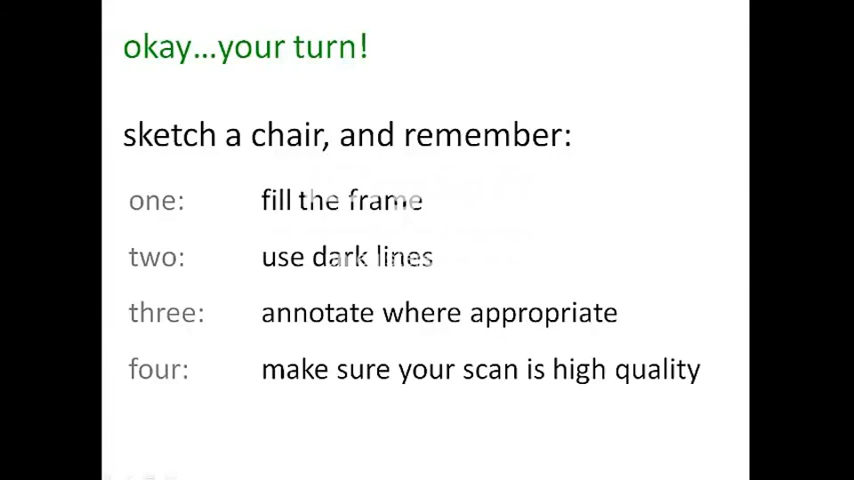 okay...your turn!
sketch a chair, and remember:
one: fill the frame
two: use dark lines
three: annotate where appropriate
four: make sure your scan is high quality